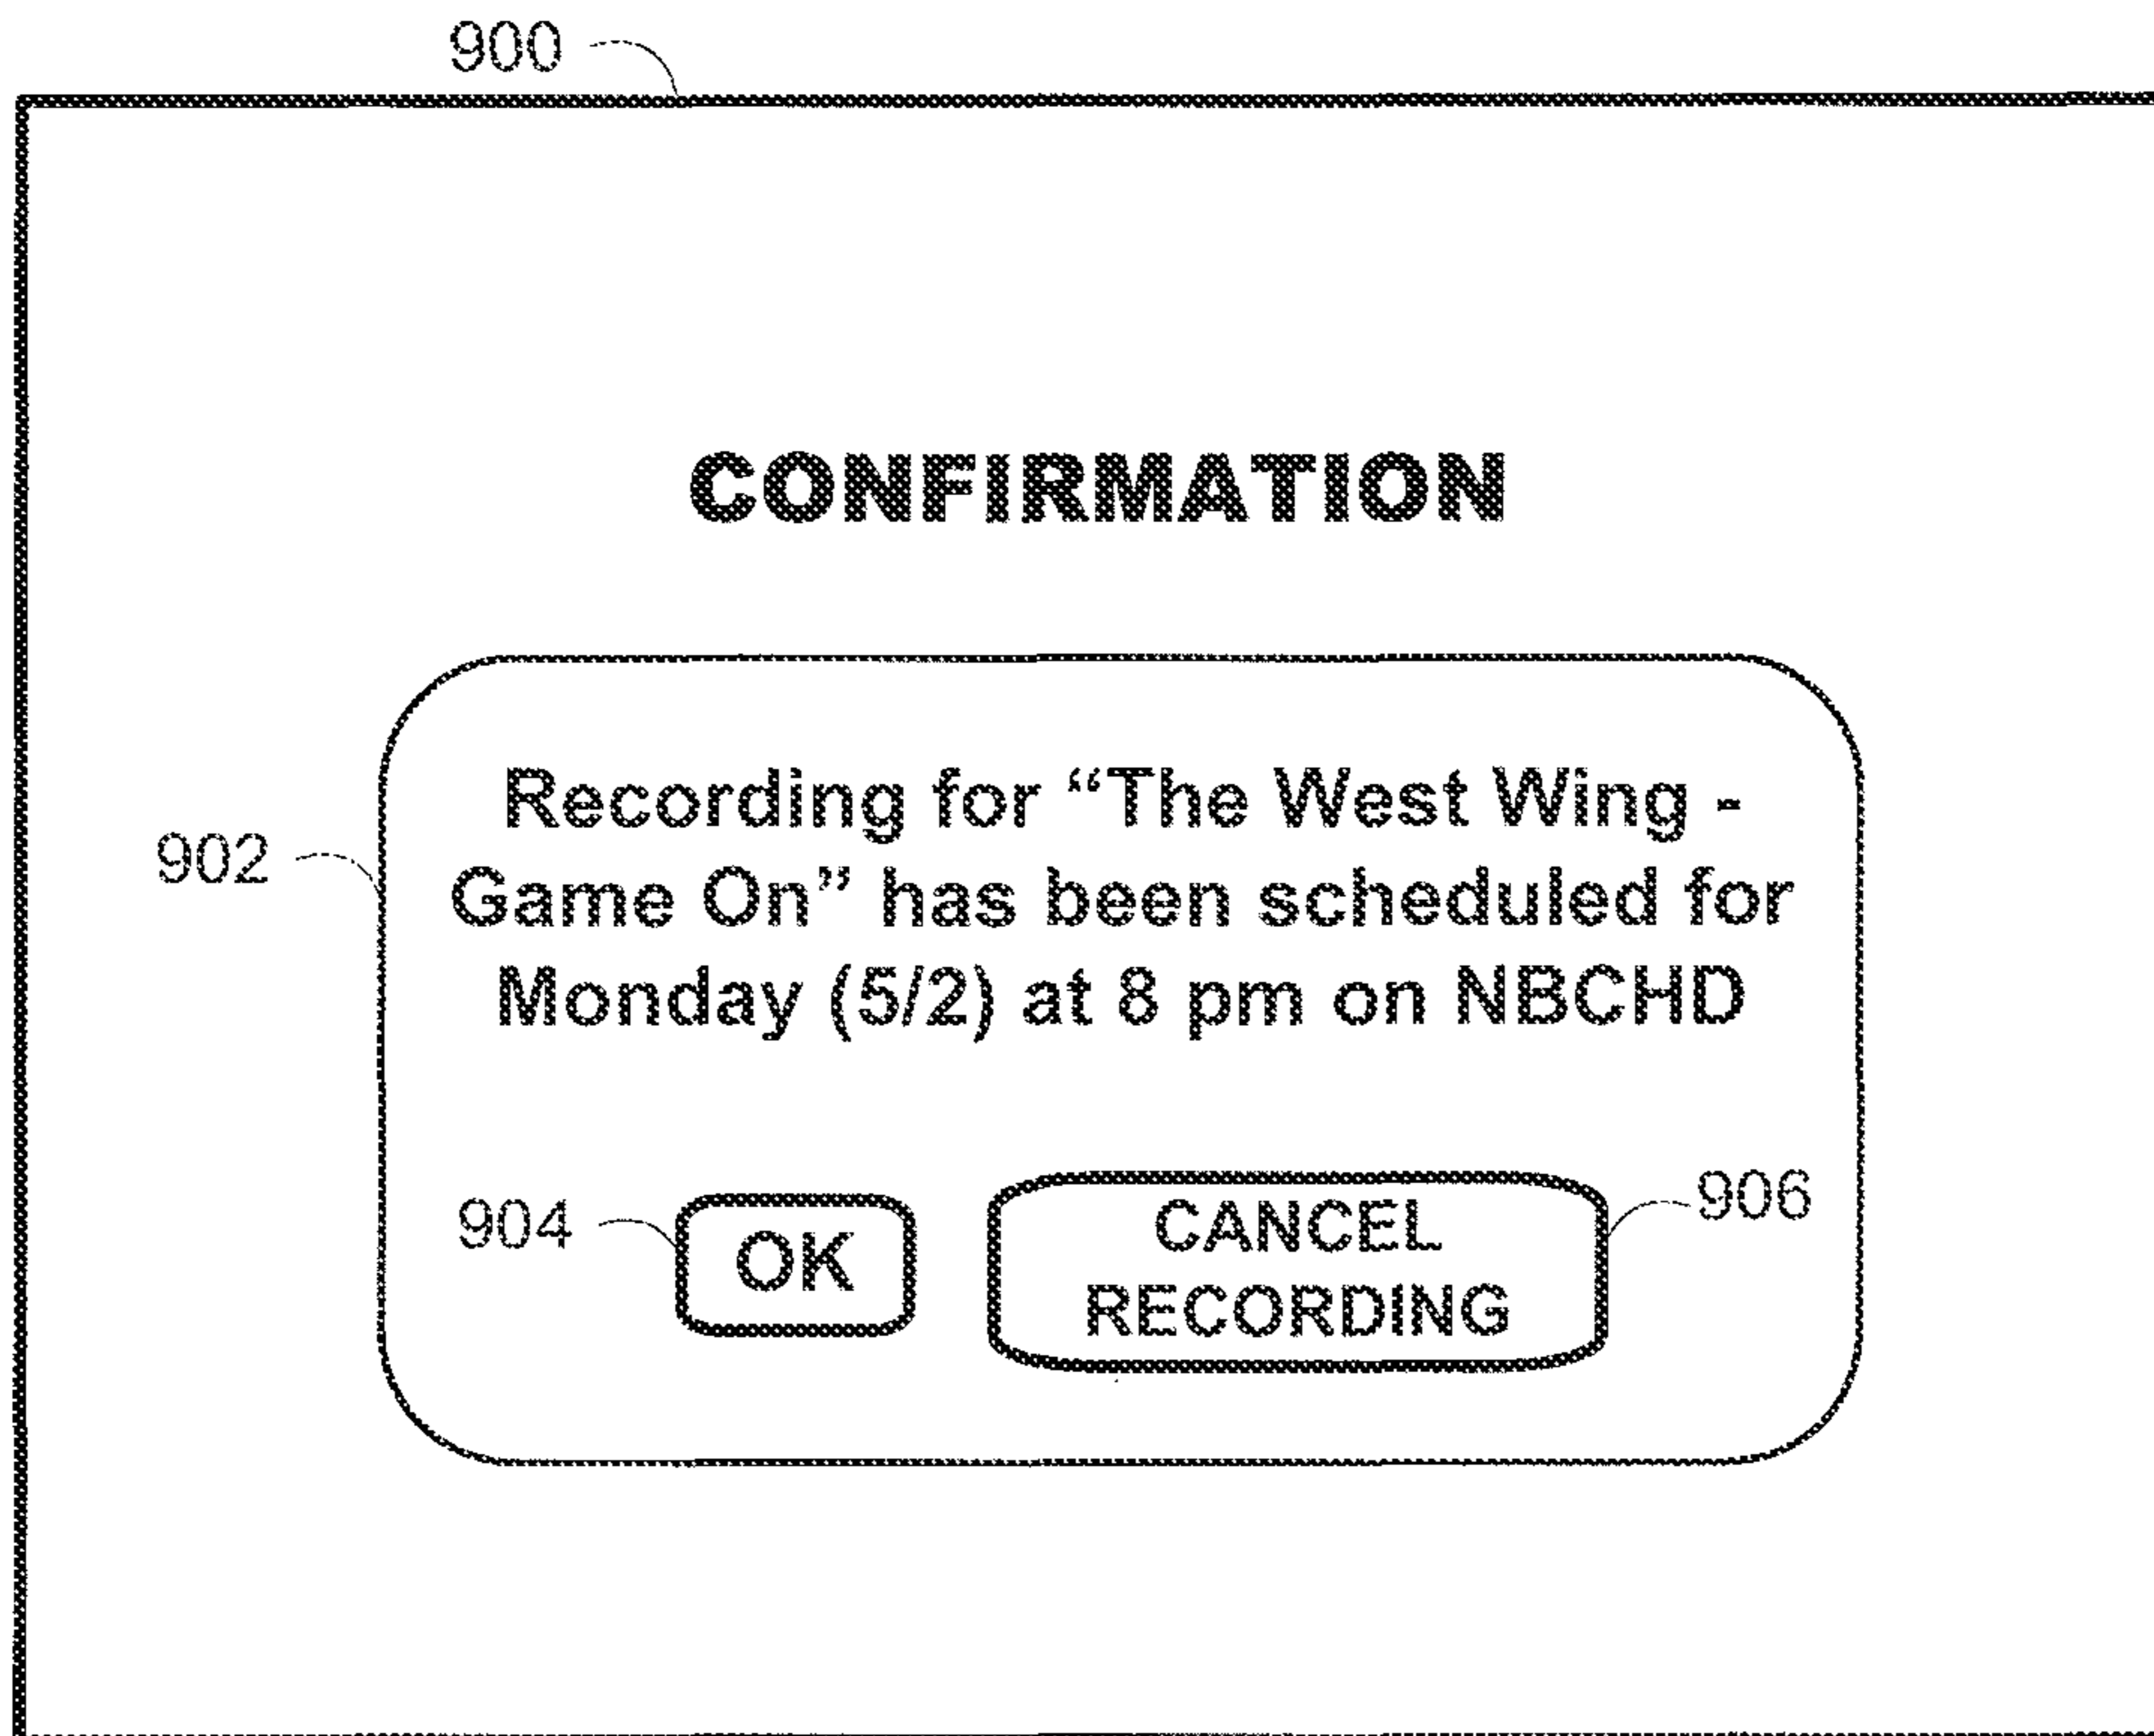 900
CONFIRMATION
Recording for “The West Wing -
902
Game On” has been scheduled for
Monday (5/2) at 8 pm on NBCHD
904
OK
CANCEL
RECORDING
906